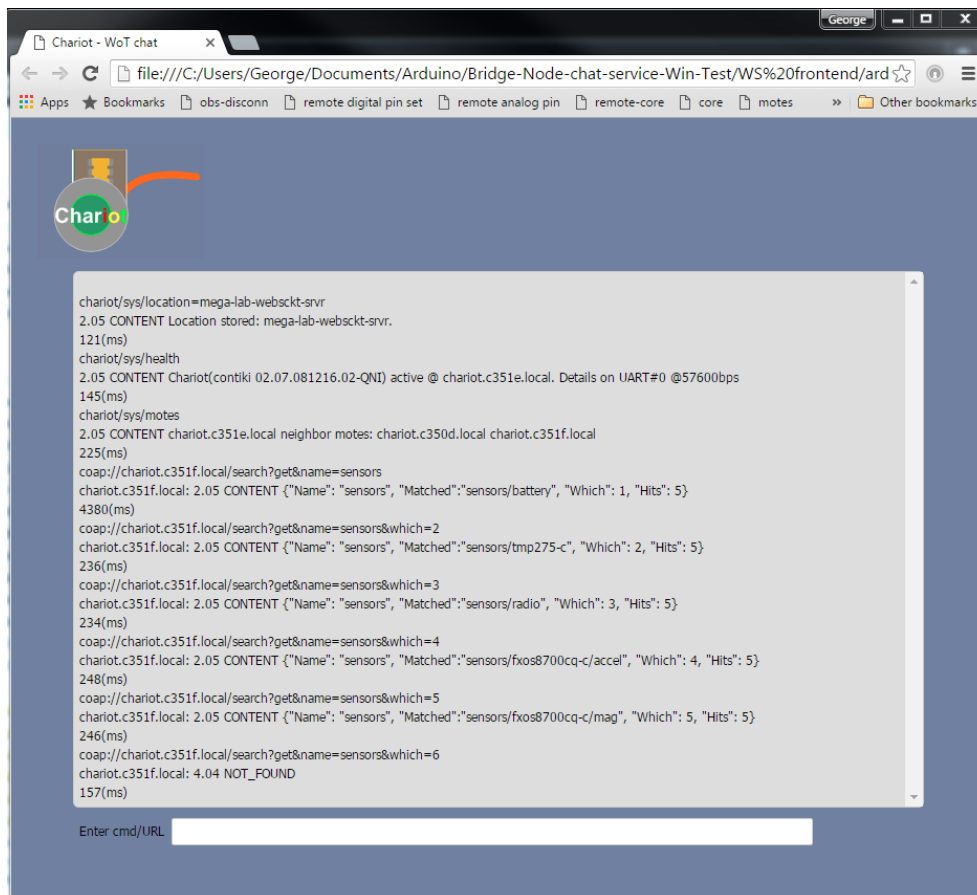 George
Chariot - WoT chat
file:///C:/Users/George/Documents/Arduino/Bridge-Node-chat-service-Win-Test/WS%20frontend/ard
Apps Bookmarks obs-disconn remote digital pin set remote analog pin remote-core core motes » Other bookmarks
Chario
chariot/sys/location=mega-lab-websckt-srvr
2.05 CONTENT Location stored: mega-lab-websckt-srvr.
121(ms)
chariot/sys/health
2.05 CONTENT Chariot(contiki 02.07.081216.02-QNI) active @ chariot.c351e.local. Details on UART#0 @57600bps
145(ms)
chariot/sys/motes
2.05 CONTENT chariot.c351e.local neighbor motes: chariot.c350d.local chariot.c351f.local
225(ms)
coap://chariot.c351f.local/search?get&name=sensors
chariot.c351f.local: 2.05 CONTENT {"Name": "sensors", "Matched":"sensors/battery", "Which": 1, "Hits": 5}
4380(ms)
coap://chariot.c351f.local/search?get&name=sensors&which=2
chariot.c351f.local: 2.05 CONTENT {"Name": "sensors", "Matched":"sensors/tmp275-c", "Which": 2, "Hits": 5}
236(ms)
coap://chariot.c351f.local/search?get&name=sensors&which=3
chariot.c351f.local: 2.05 CONTENT {"Name": "sensors", "Matched":"sensors/radio", "Which": 3, "Hits": 5}
234(ms)
coap://chariot.c351f.local/search?get&name=sensors&which=4
chariot.c351f.local: 2.05 CONTENT {"Name": "sensors", "Matched":"sensors/fxos8700cq-c/accel", "Which": 4, "Hits": 5}
248(ms)
coap://chariot.c351f.local/search?get&name=sensors&which=5
chariot.c351f.local: 2.05 CONTENT {"Name": "sensors", "Matched":"sensors/fxos8700cq-c/mag", "Which": 5, "Hits": 5}
246(ms)
coap://chariot.c351f.local/search?get&name=sensors&which=6
chariot.c351f.local: 4.04 NOT_FOUND
157(ms)
Enter cmd/URL